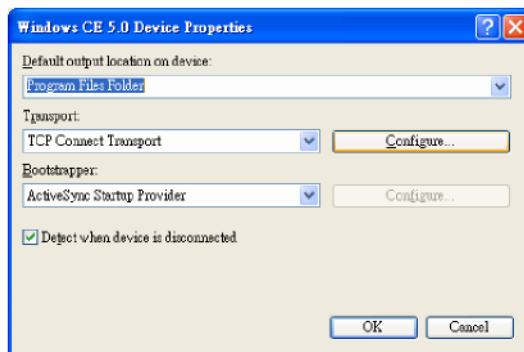 Windows CE 5.0 Device Properties
Default output location on device:
Program Files Folder
Transport:
TCP Connect Transport
Configure...
Bootstrapper:
ActiveSync Startup Provider
Configure...
Detect when device is disconnected
OK
Cancel